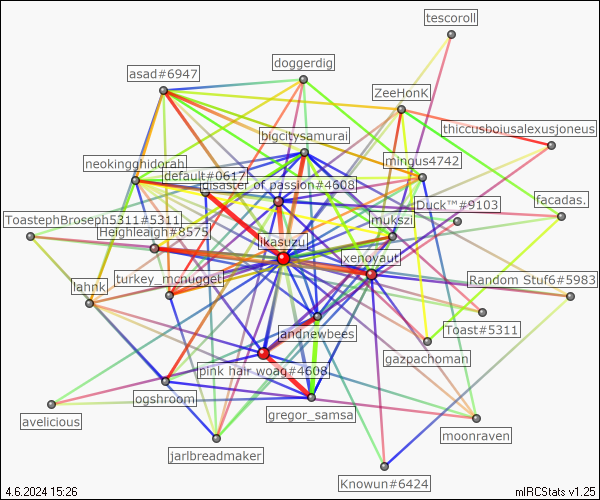 tescoroll
doggerdig
asad#6947
ZeeHonK
thiccusboiusalexusjoneus
bigcitysamurai
mingus4742
neokingghidorah
default#0617
disaster of passion#4608
Duck™#9103
facadas.
ToastephBroseph5311#5311
mukszi
Heighleaigh#8575
ikasuzu
xenoyaut
lahnk
turkey_mcnugget
Random Stuf6#5983
Toast#5311
jandnewbees
gazpachoman
pink hair woag#4608
ogshroom
gregor_samsa
avelicious
moonraven
jarlbreadmaker
Knowun#6424
4.6.2024 15:26
mIRCStats v1.25